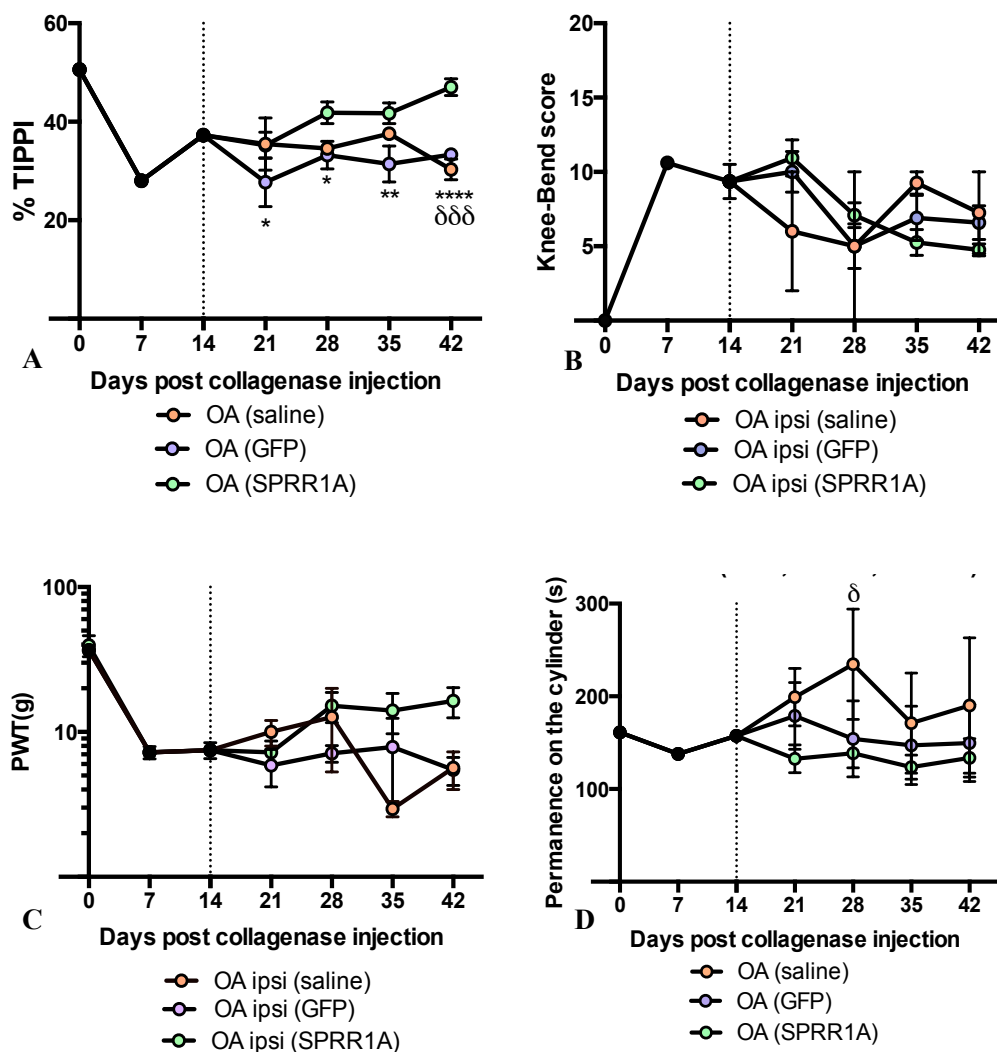 60
40
20
% TIPPI
*
*
**
****
δδδ
0 7 14 21 28 35 42
A
Days post collagenase injection
OA (saline)
OA (GFP)
OA (SPRR1A)
20
15
10
5
0
Knee-Bend score
0 7 14 21 28 35 42
B
Days post collagenase injection
OA ipsi (saline)
OA ipsi (GFP)
OA ipsi (SPRR1A)
100
10
PWT(g)
0 7 14 21 28 35 42
C
Days post collagenase injection
OA ipsi (saline)
OA ipsi (GFP)
OA ipsi (SPRR1A)
300
200
100
0
Permanence on the cylinder (s)
δ
0 7 14 21 28 35 42
D
Days post collagenase injection
OA (saline)
OA (GFP)
OA (SPRR1A)